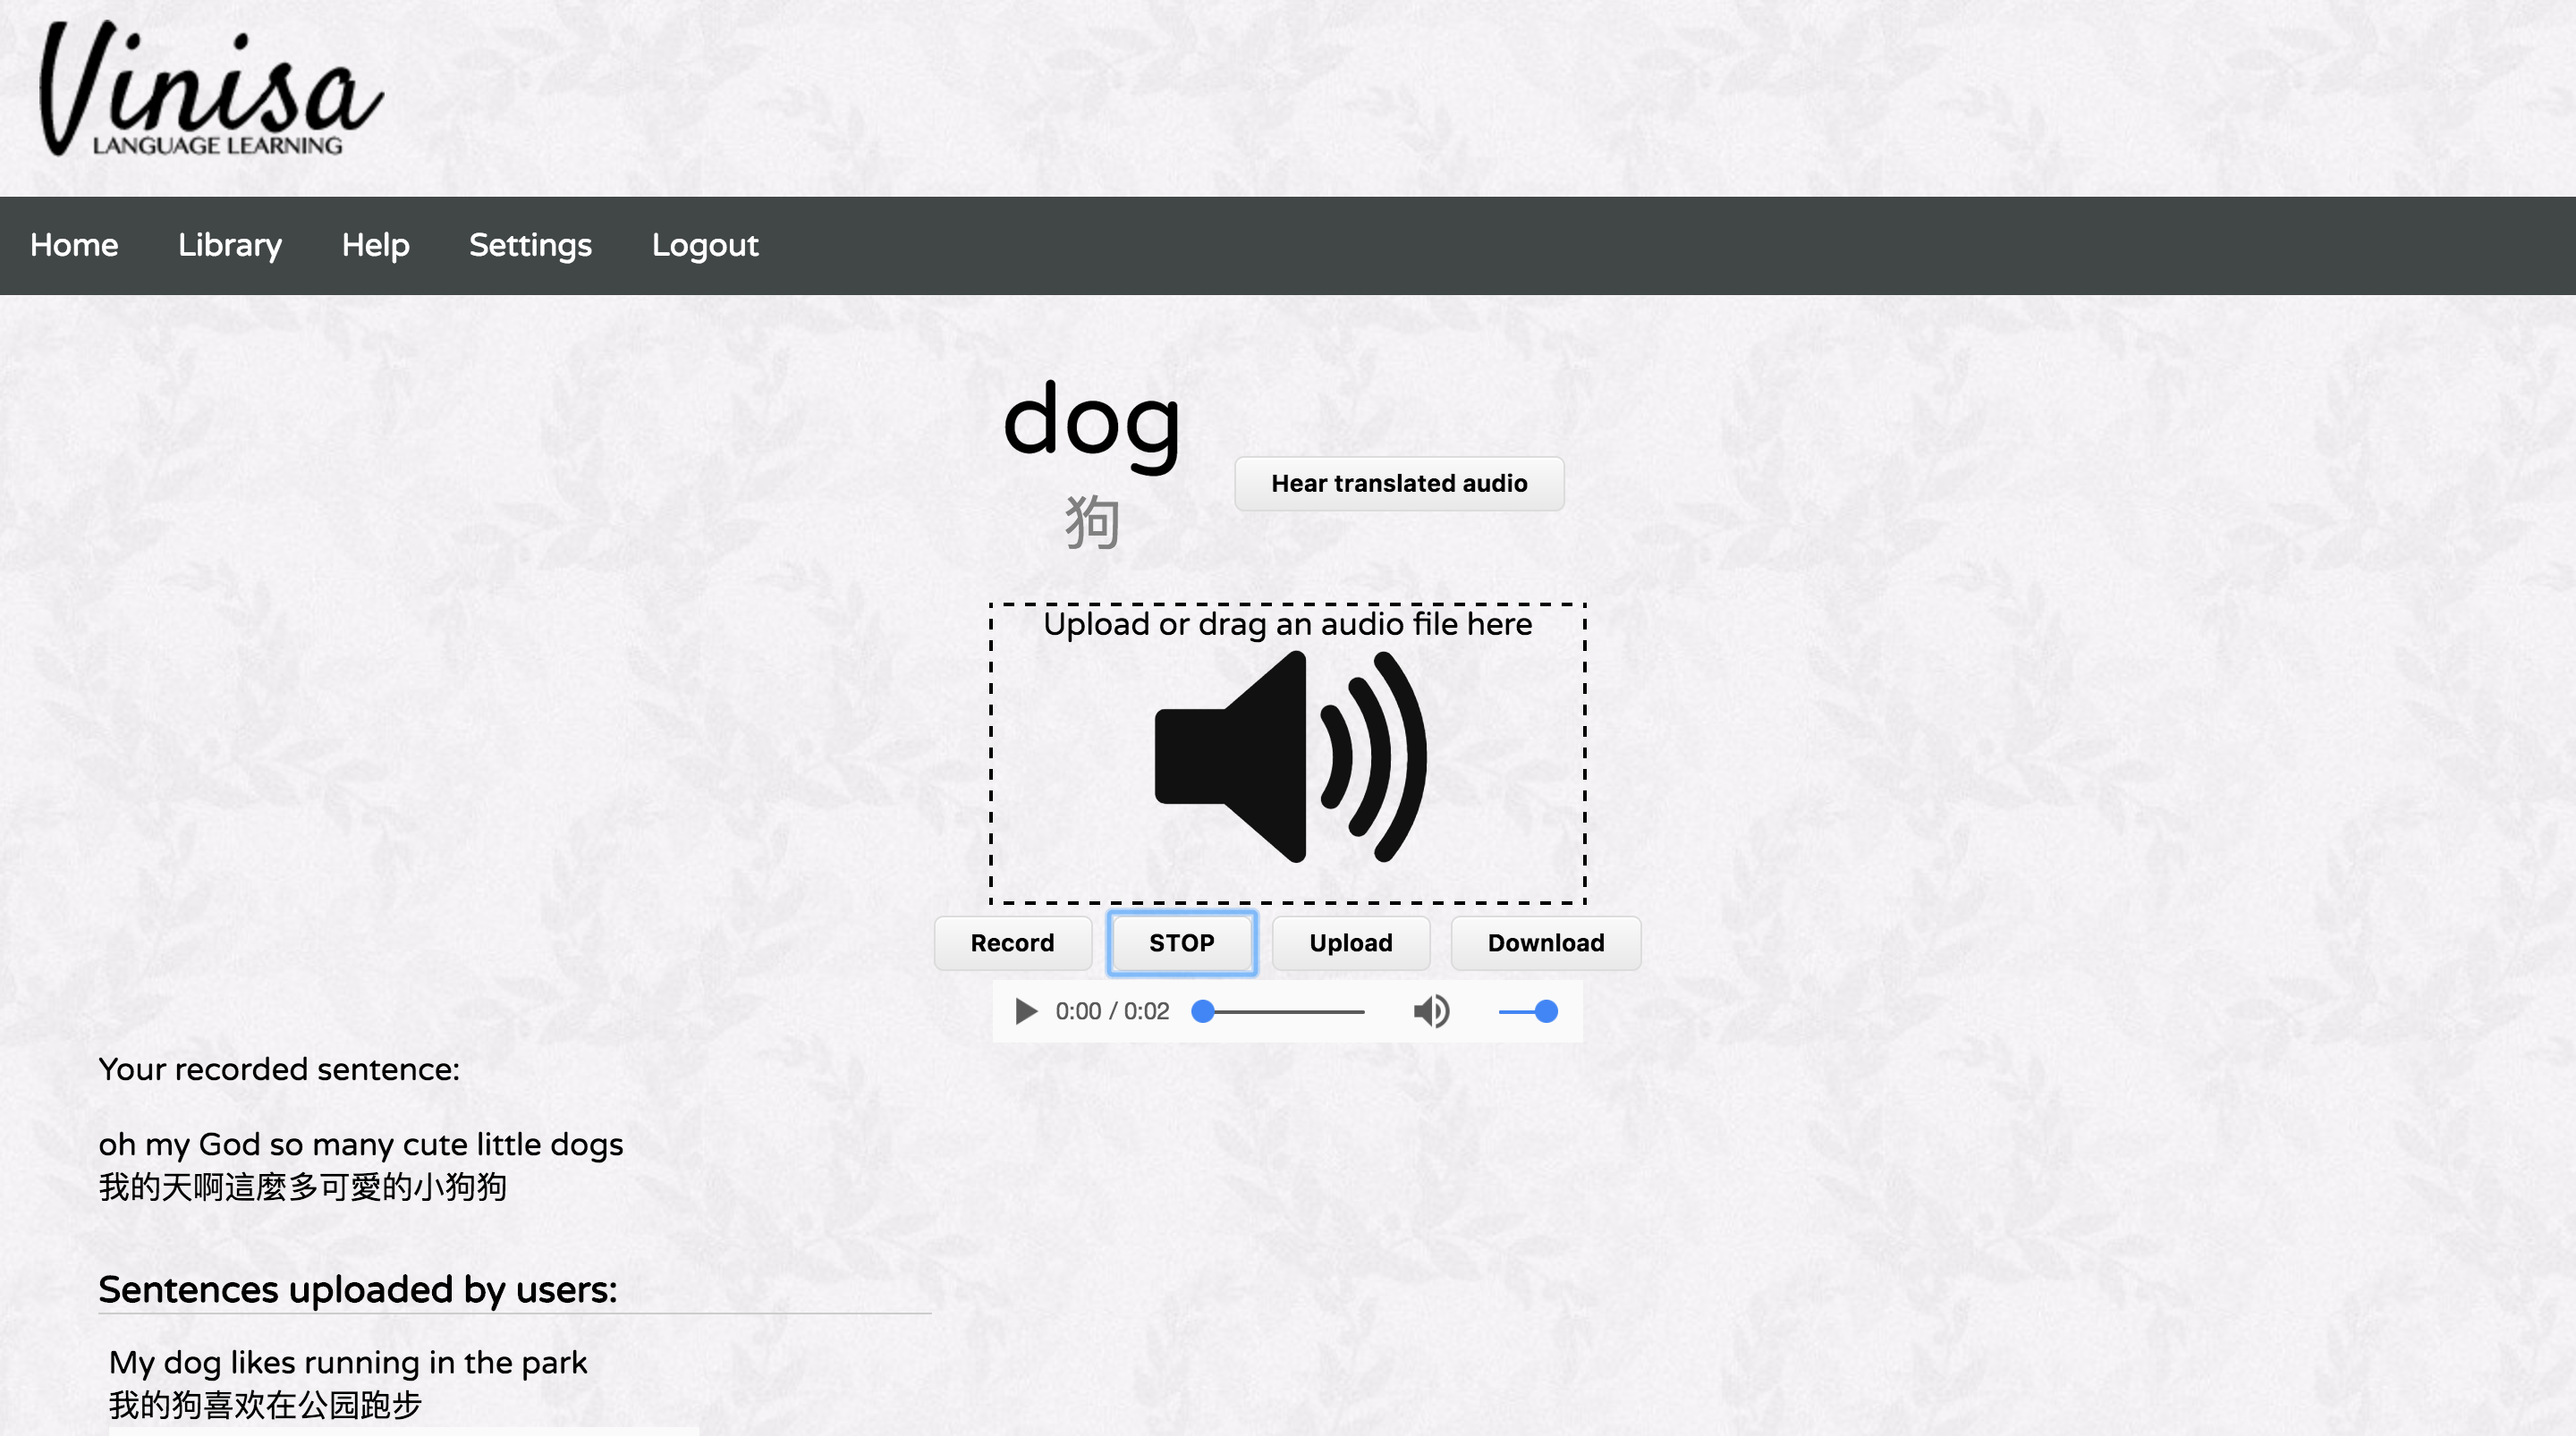 Vinisa
LANGUAGE LEARNING
Home Library Help Settings Logout
dog
Hear translated audio
狗
Upload or drag an audio file here
Record STOP Upload Download
0:00 / 0:02
Your recorded sentence:
oh my God so many cute little dogs
我的天啊這麼多可愛的小狗狗
Sentences uploaded by users:
My dog likes running in the park
我的狗喜欢在公园跑步